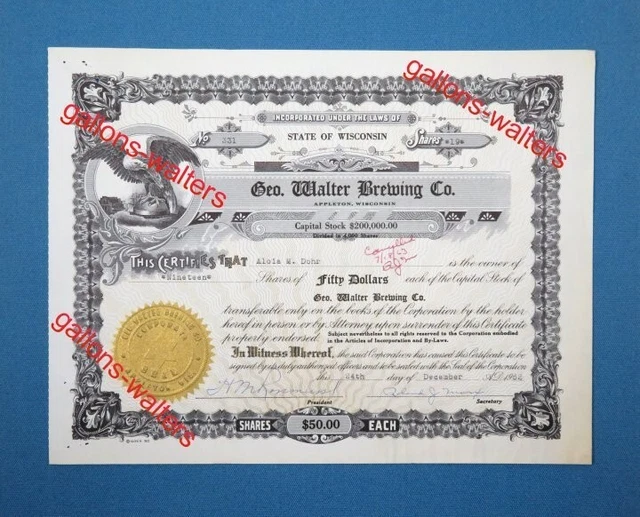 gallons-walters
gallons-walters
INCORPORATED UNDER THE LAWS OF
No 231
STATE OF WISCONSIN
Shares *19*
Geo. Walter Brewing Co.
APPLETON, WISCONSIN
Capital Stock $200,000.00
Divided in 4,000 Shares
THIS CERTIFIES THAT Alois M. Dohr is the owner of
*Nineteen* Shares of Fifty Dollars each of the Capital Stock of
Geo. Walter Brewing Co.
transferable only on the books of the Corporation by the holder
hereof in person or by Attorney upon surrender of this Certificate
properly endorsed. Subject nevertheless to all rights reserved to the Corporation embodied
in the Articles of Incorporation and By-Laws.
In Witness Whereof, the said Corporation has caused this Certificate to be
signed by its duly authorized officers and to be sealed with the Seal of the Corporation
this 24th day of December A.D. 1952
President
Secretary
CORPORATE
SEAL
gallons-walters
SHARES $50.00 EACH